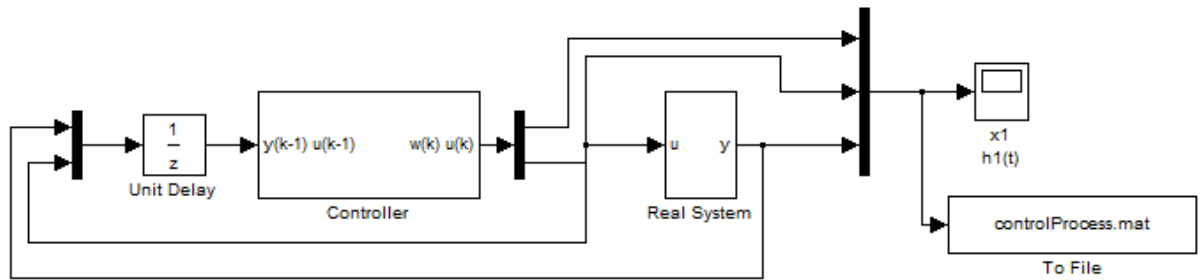 1
z
Unit Delay
y(k-1) u(k-1)
w(k) u(k)
Controller
u
y
Real System
x1
h1(t)
controlProcess.mat
To File